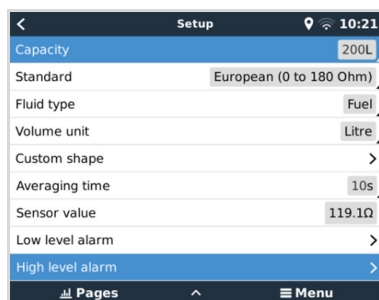 Setup 10:21
Capacity 200L
Standard European (0 to 180 Ohm)
Fluid type Fuel
Volume unit Litre
Custom shape
Averaging time 10s
Sensor value 119.1Ω
Low level alarm
High level alarm
Pages Menu